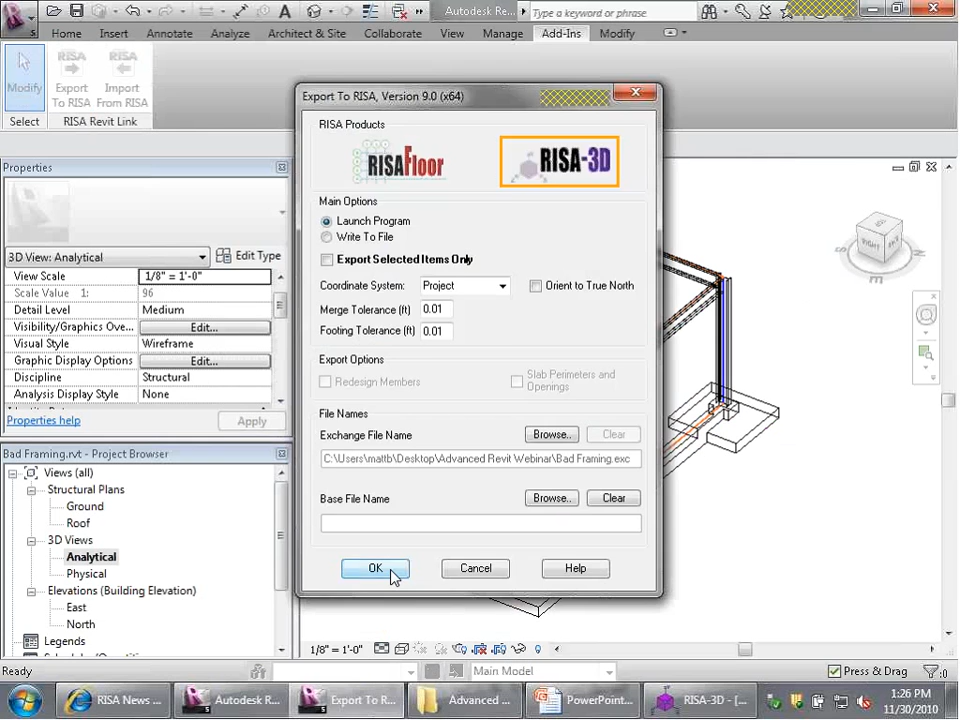 Autodesk Re...
Type a keyword or phrase
Home
Insert
Annotate
Analyze
Architect & Site
Collaborate
View
Manage
Add-Ins
Modify
Modify
Export
To RISA
Import
From RISA
Select
RISA Revit Link
Properties
3D View: Analytical
Edit Type
View Scale
1/8" = 1'-0"
Scale Value 1:
96
Detail Level
Medium
Visibility/Graphics Ove...
Edit...
Visual Style
Wireframe
Graphic Display Options
Edit...
Discipline
Structural
Analysis Display Style
None
Properties help
Apply
Bad Framing.rvt - Project Browser
Views (all)
Structural Plans
Ground
Roof
3D Views
Analytical
Physical
Elevations (Building Elevation)
East
North
Legends
Export To RISA, Version 9.0 (x64)
RISA Products
RISAFloor
RISA-3D
Main Options
Launch Program
Write To File
Export Selected Items Only
Coordinate System:
Project
Orient to True North
Merge Tolerance (ft)
0.01
Footing Tolerance (ft)
0.01
Export Options
Redesign Members
Slab Perimeters and
Openings
File Names
Exchange File Name
Browse..
Clear
C:\Users\mattb\Desktop\Advanced Revit Webinar\Bad Framing.exc
Base File Name
Browse..
Clear
OK
Cancel
Help
RIGHT
1/8" = 1'-0"
Ready
Main Model
Press & Drag
:0
RISA News ...
Autodesk R...
Export To R...
Advanced ...
PowerPoint...
RISA-3D - [...
1:26 PM
11/30/2010